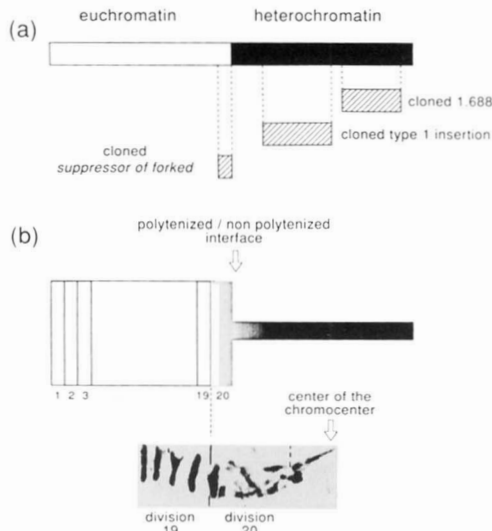 (a)
euchromatin heterochromatin
cloned 1.688
cloned type 1 insertion
cloned
suppressor of forked
(b)
polytenized / non polytenized
interface
1 2 3 19 20
center of the
chromocenter
division division
19 20